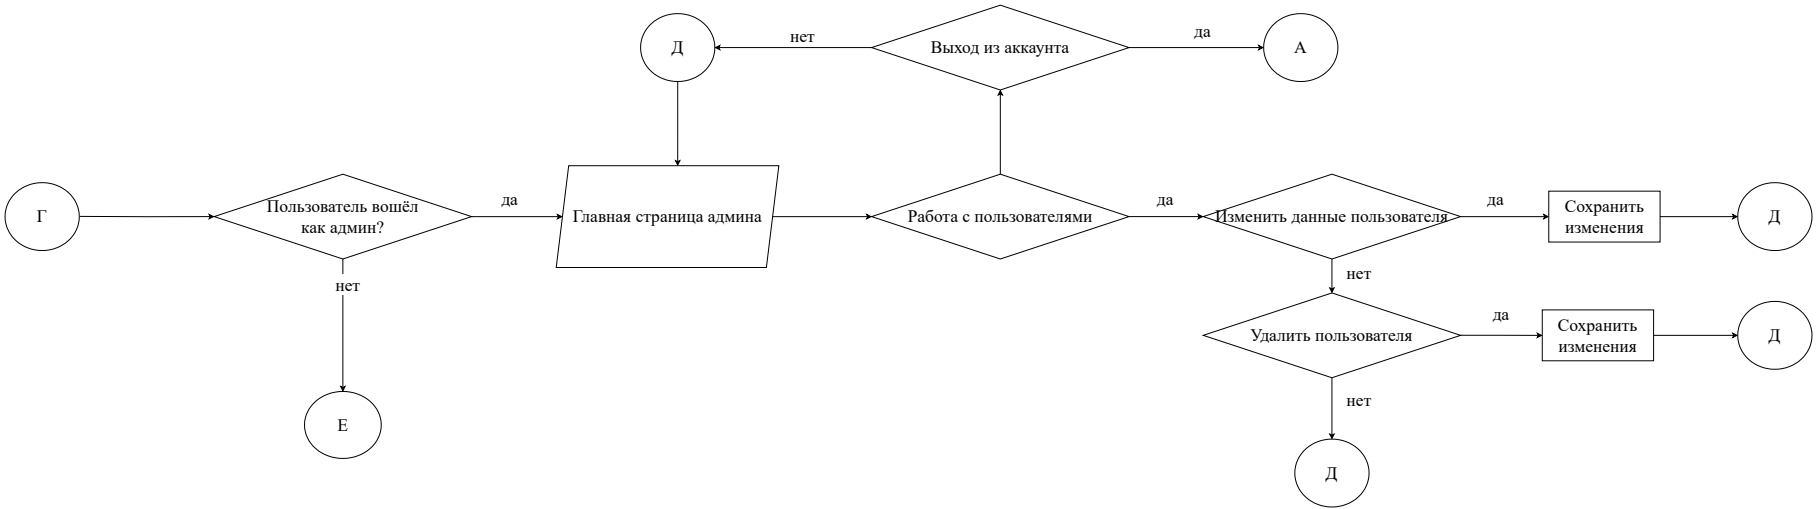 Д
нет
Выход из аккаунта
да
А
Г
Пользователь вошёл
как админ?
да
Главная страница админа
Работа с пользователями
да
Изменить данные пользователя
да
Сохранить
изменения
Д
нет
нет
Удалить пользователя
да
Сохранить
изменения
Д
нет
Е
Д